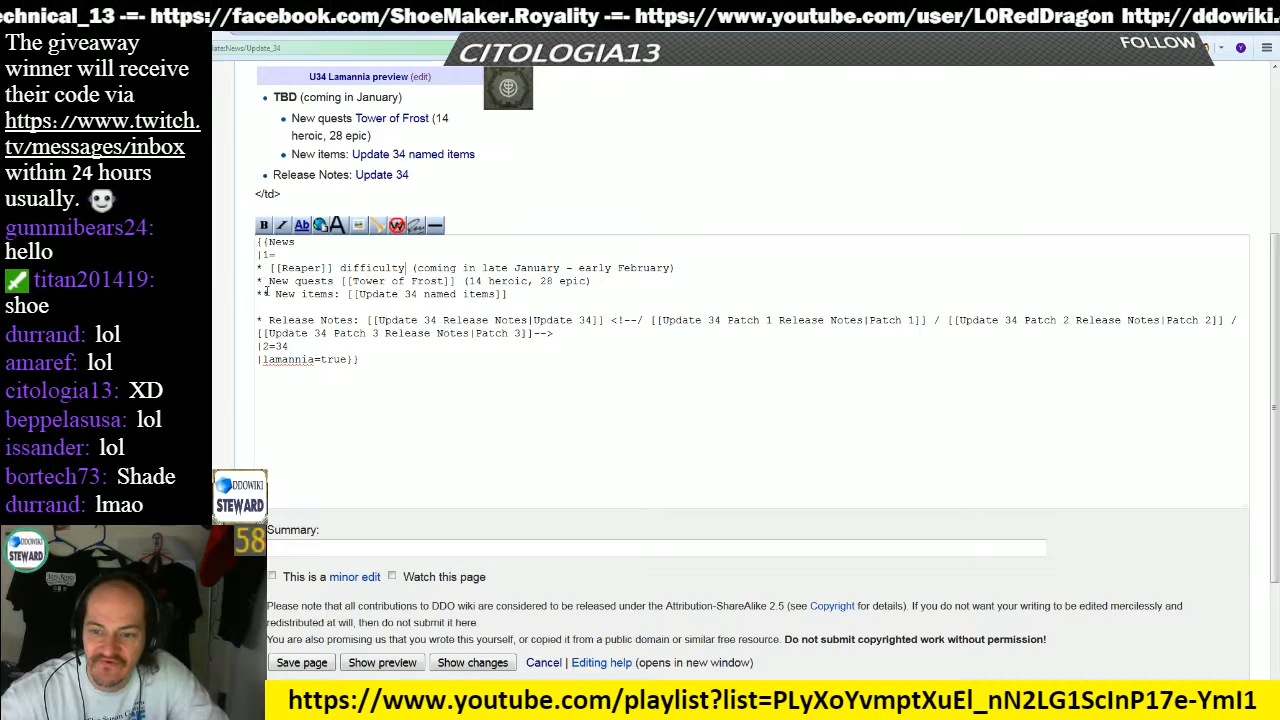 echnical_13 -=- https://facebook.com/ShoeMaker.Royality -=- https://www.youtube.com/user/L0RedDragon http://ddowiki.
The giveaway
winner will receive
their code via
https://www.twitch.
tv/messages/inbox
within 24 hours
usually.
gummibears24:
hello
titan201419:
shoe
durrand: lol
amaref: lol
citologia13: XD
beppelasusa: lol
issander: lol
bortech73: Shade
durrand: lmao
late:News/Update_34
CITOLOGIA13
FOLLOW
U34 Lamannia preview (edit)
TBD (coming in January)
New quests Tower of Frost (14
heroic, 28 epic)
New items: Update 34 named items
Release Notes: Update 34
</td>
{{News
|1=
* [[Reaper]] difficulty (coming in late January - early February)
* New quests [[Tower of Frost]] (14 heroic, 28 epic)
** New items: [[Update 34 named items]]
* Release Notes: [[Update 34 Release Notes|Update 34]] <!--/ [[Update 34 Patch 1 Release Notes|Patch 1]] / [[Update 34 Patch 2 Release Notes|Patch 2]] /
[[Update 34 Patch 3 Release Notes|Patch 3]]-->
|2=34
|lamannia=true}}
DDOWIKI
STEWARD
58
Summary:
This is a minor edit Watch this page
Please note that all contributions to DDO wiki are considered to be released under the Attribution-ShareAlike 2.5 (see Copyright for details). If you do not want your writing to be edited mercilessly and
redistributed at will, then do not submit it here.
You are also promising us that you wrote this yourself, or copied it from a public domain or similar free resource. Do not submit copyrighted work without permission!
Save page Show preview Show changes Cancel | Editing help (opens in new window)
DDOWIKI
STEWARD
https://www.youtube.com/playlist?list=PLyXoYvmptXuEl_nN2LG1ScInP17e-YmI1